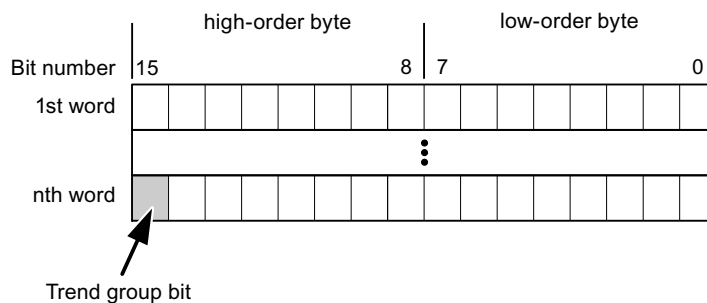 high-order byte low-order byte
Bit number 15 8 7 0
1st word
nth word
Trend group bit